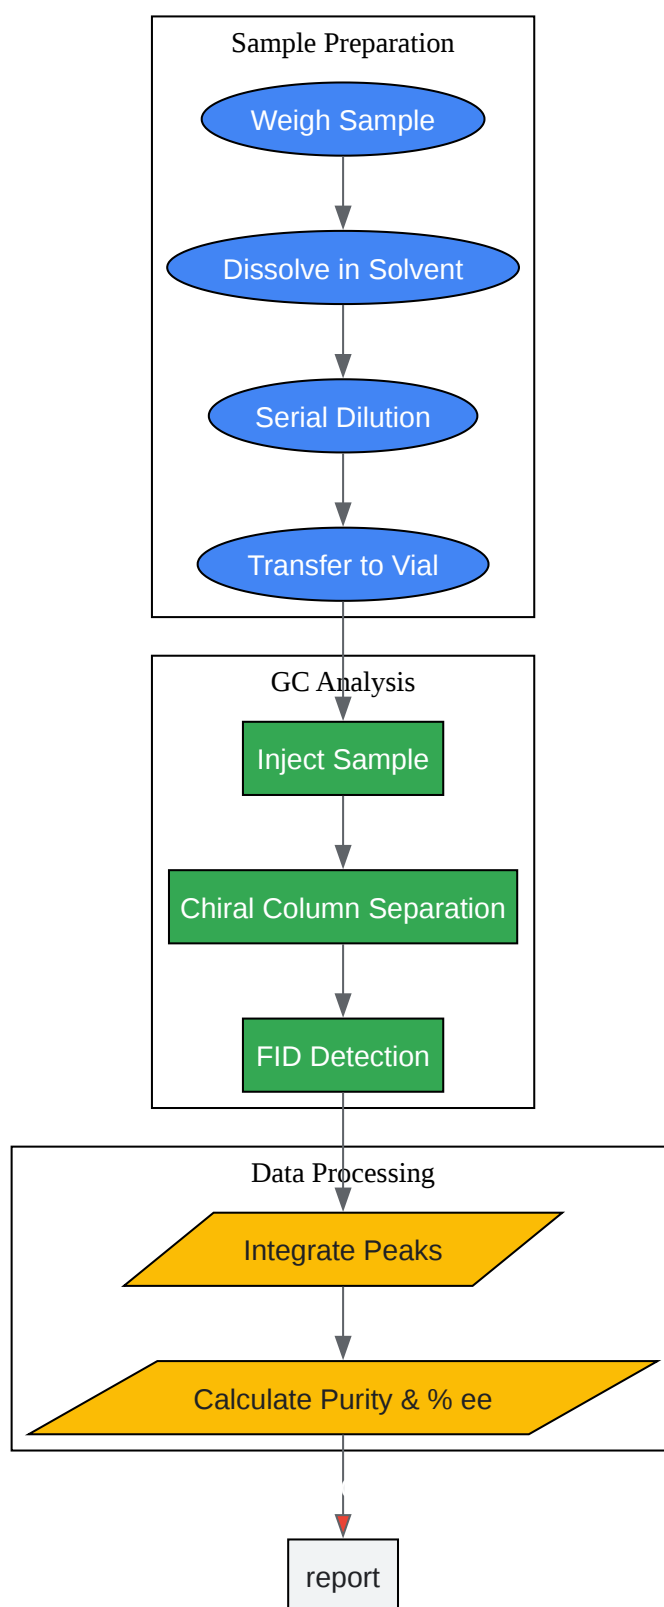 Sample Preparation
Weigh Sample
Dissolve in Solvent
Serial Dilution
Transfer to Vial
GC Analysis
Inject Sample
Chiral Column Separation
FID Detection
Data Processing
Integrate Peaks
Calculate Purity & % ee
report